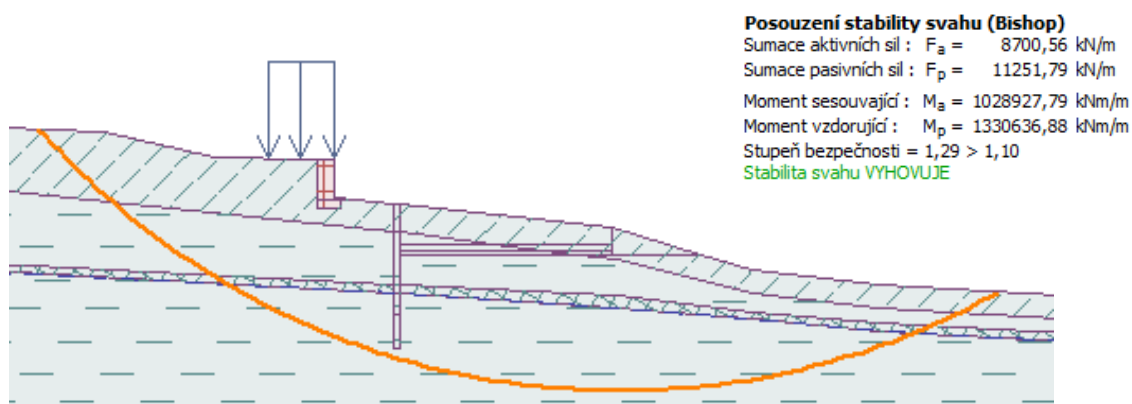 Posouzení stability svahu (Bishop)
Sumace aktivních sil : Fa = 8700,56 kN/m
Sumace pasivních sil : Fp = 11251,79 kN/m
Moment sesouvající : Ma = 1028927,79 kNm/m
Moment vzdorující : Mp = 1330636,88 kNm/m
Stupeň bezpečnosti = 1,29 > 1,10
Stabilita svahu VYHOVUJE